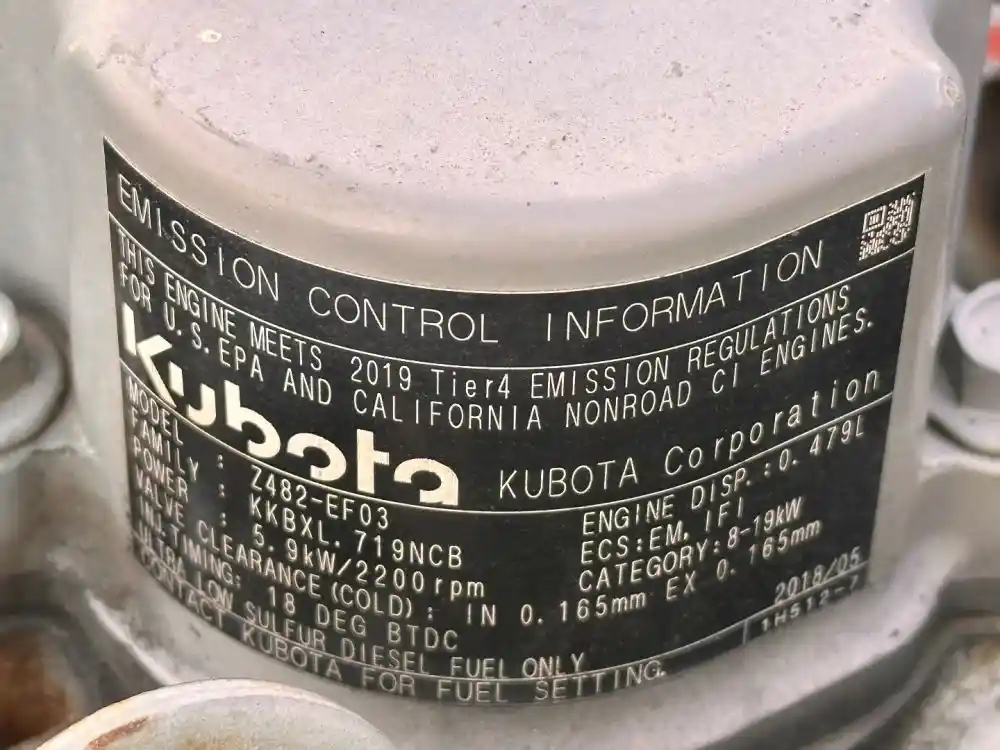 EMISSION CONTROL INFORMATION
THIS ENGINE MEETS 2019 Tier4 EMISSION REGULATIONS
FOR U.S.EPA AND CALIFORNIA NONROAD CI ENGINES.
Kubota KUBOTA Corporation
MODEL : Z482-EF03 ENGINE DISP.:0.479L
FAMILY : KKBXL.719NCB ECS:EM, IFI
POWER : 5.9kW/2200rpm CATEGORY:8-19kW
VALVE CLEARANCE(COLD): IN 0.165mm EX 0.165mm
INJ.TIMING: 18 DEG BTDC 2018/05
ULTRA LOW SULFUR DIESEL FUEL ONLY 1H512-7
CONTACT KUBOTA FOR FUEL SETTING.